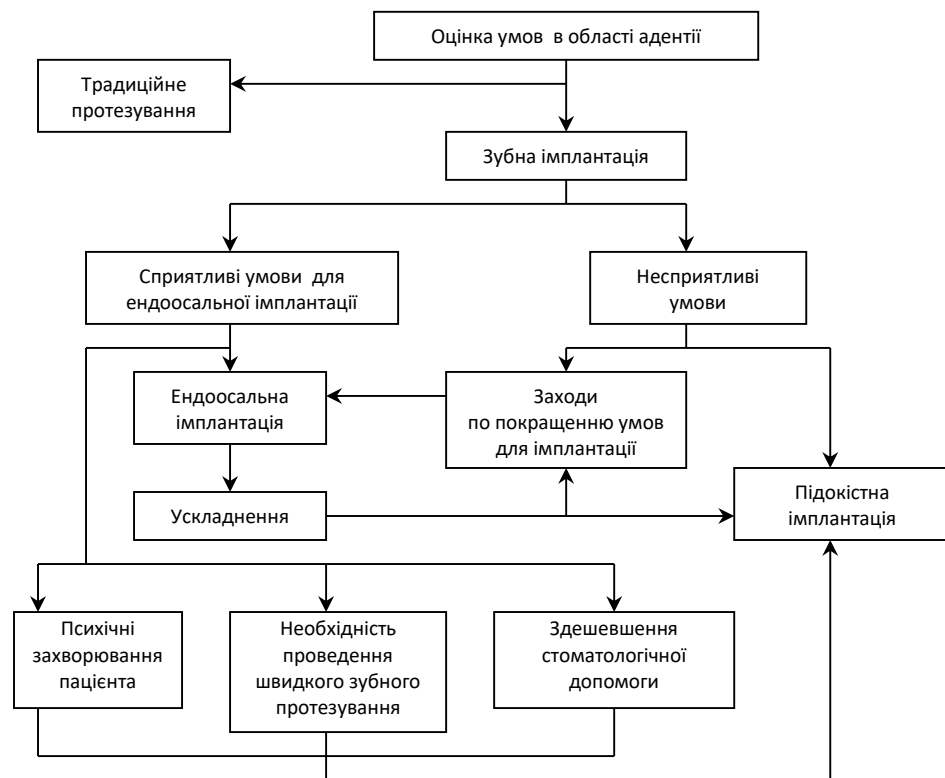 Оцінка умов в області адентії
Традиційне
протезування
Зубна імплантація
Сприятливі умови для
ендоосальної імплантації
Несприятливі
умови
Ендоосальна
імплантація
Заходи
по покращенню умов
для імплантації
Ускладнення
Підокістна
імплантація
Психічні
захворювання
пацієнта
Необхідність
проведення
швидкого зубного
протезування
Здешевшення
стоматологічної
допомоги